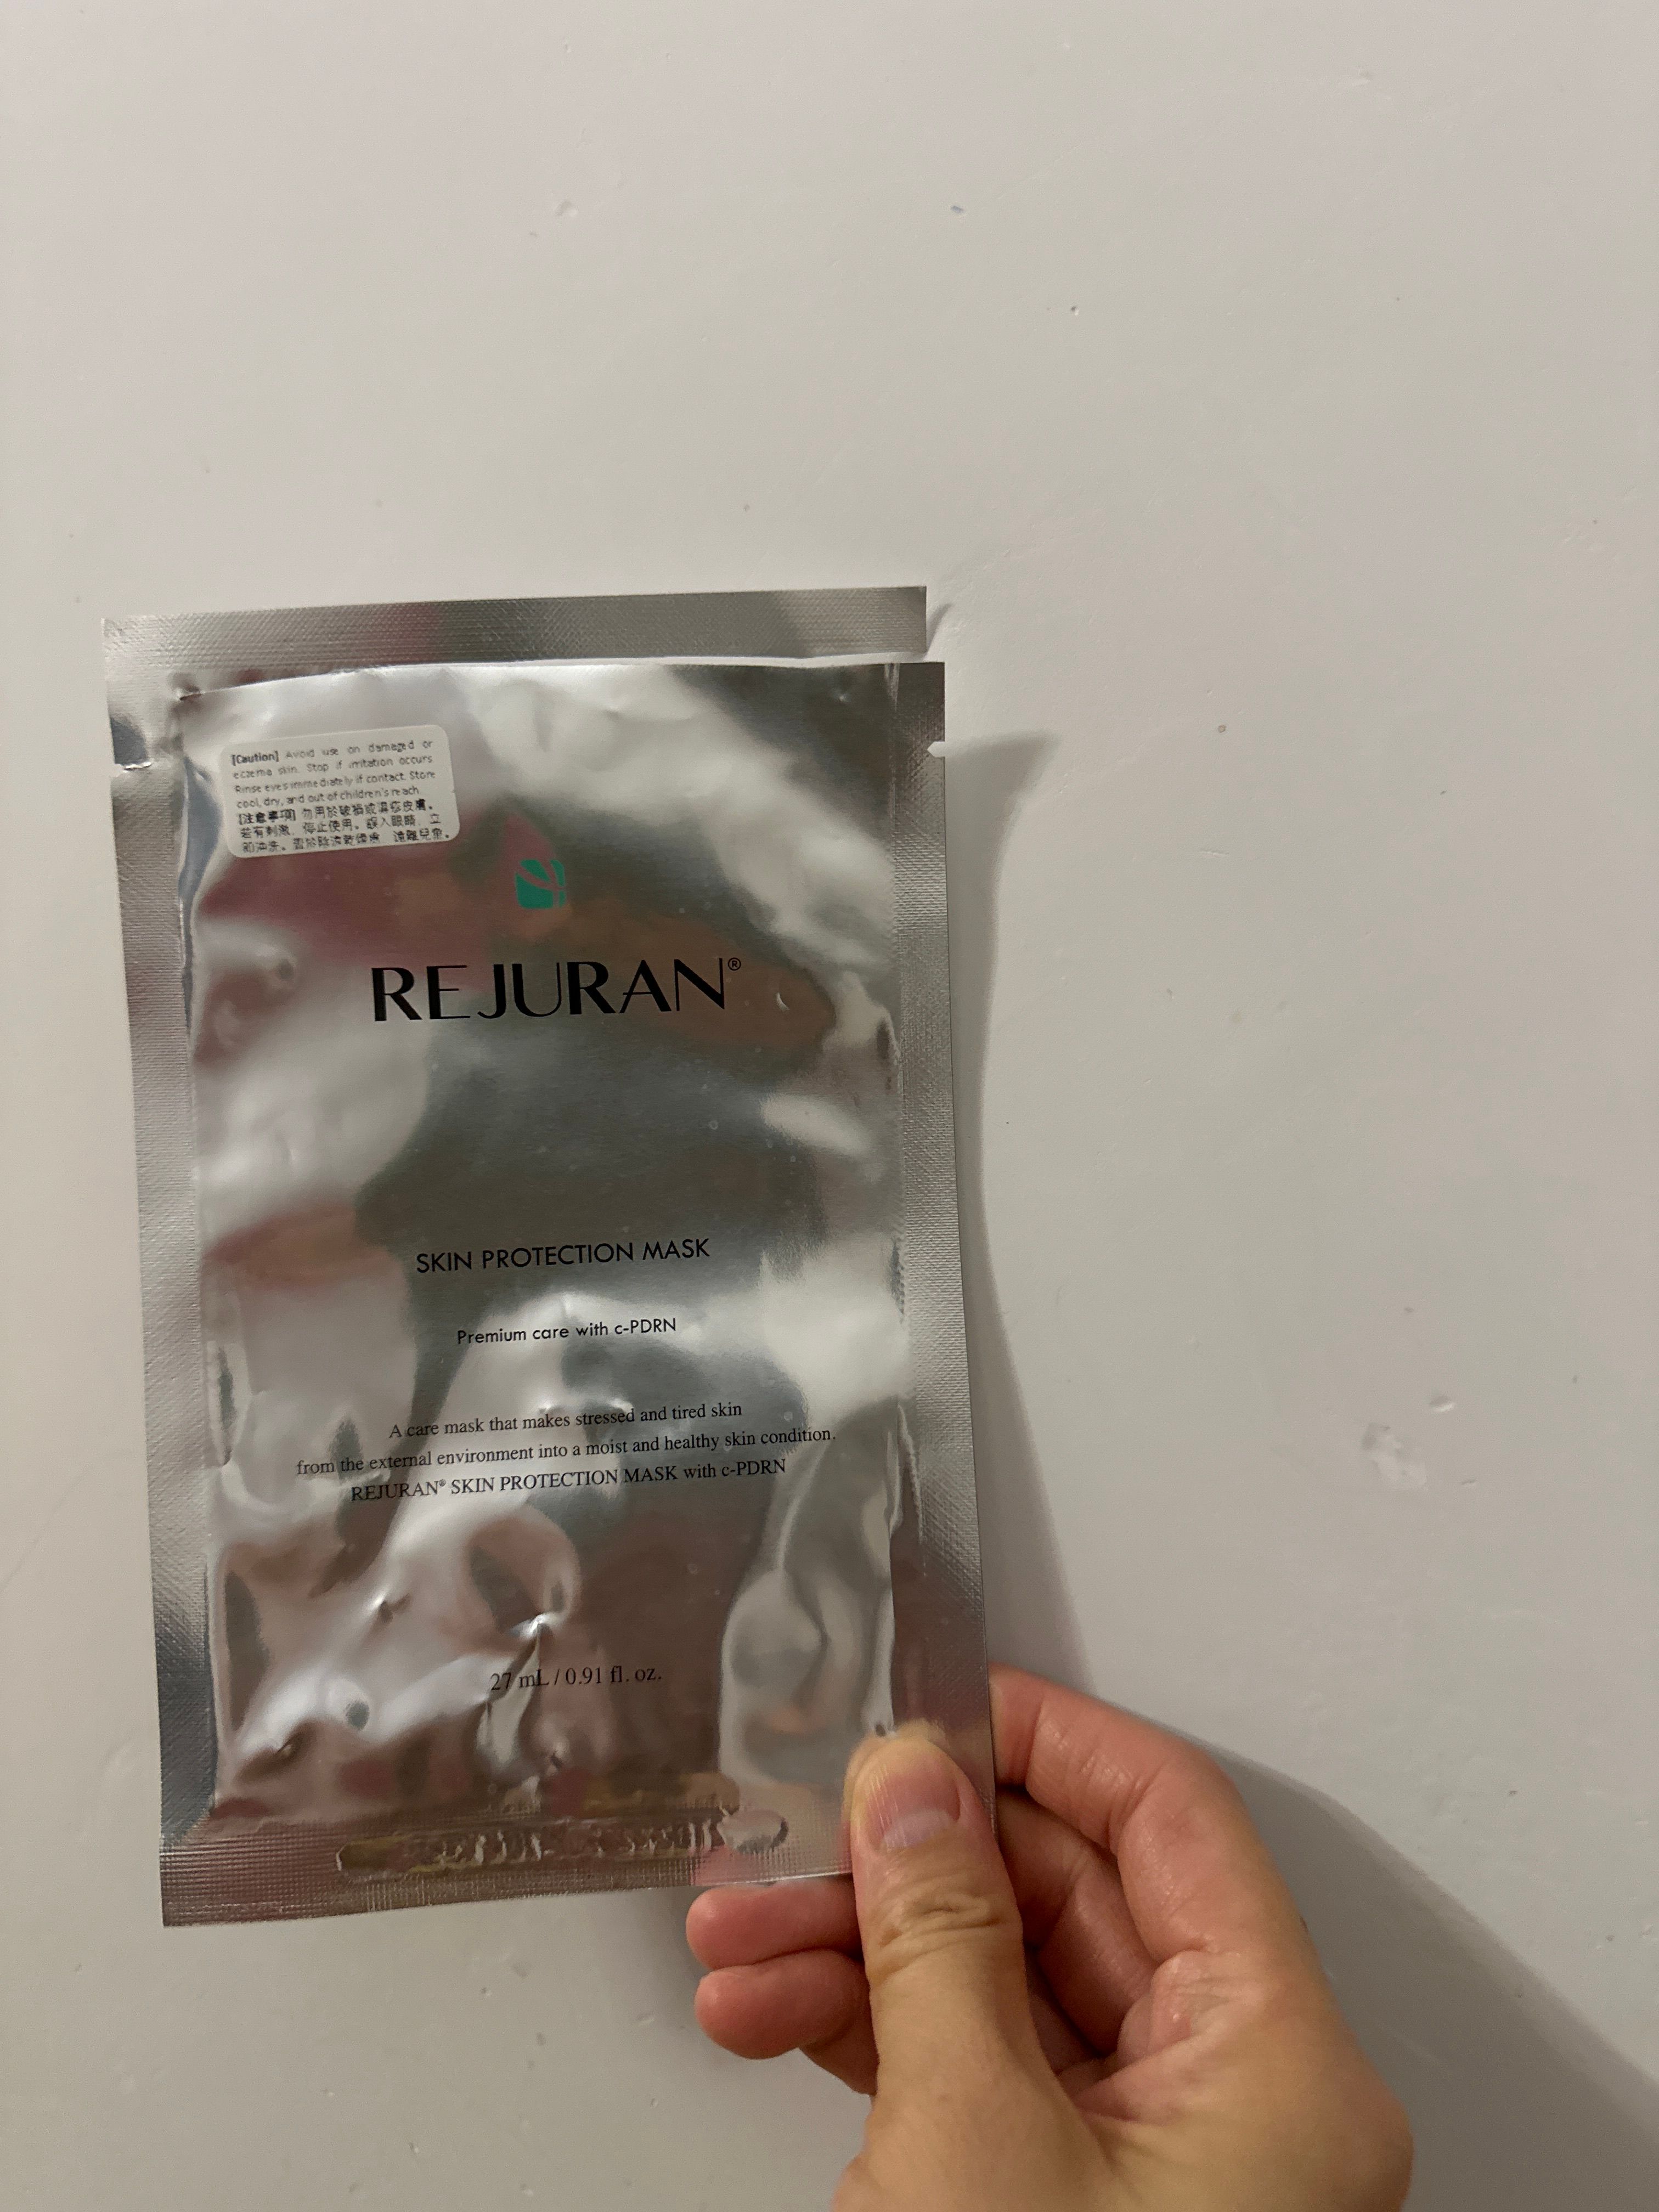 [Caution] Avoid use on damaged or
eczema skin. Stop if irritation occurs
Rinse eyes immediately if contact. Store
cool, dry, and out of children's reach
[注意事項] 勿用於破損或濕疹皮膚。
若有刺激，停止使用。誤入眼睛，立
即沖洗。置於陰涼乾燥處 遠離兒童。
REJURAN®
SKIN PROTECTION MASK
Premium care with c-PDRN
A care mask that makes stressed and tired skin
from the external environment into a moist and healthy skin condition.
REJURAN® SKIN PROTECTION MASK with c-PDRN
27 mL / 0.91 fl. oz.